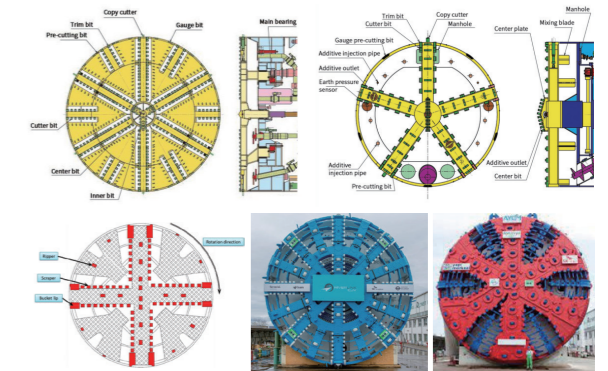 Copy cutter
Trim bit
Pre-cutting bit
Gauge bit
Cutter bit
Center bit
Inner bit
Main bearing
Trim bit
Cutter bit
Copy cutter
Manhole
Gauge pre-cutting bit
Additive injection pipe
Additive outlet
Earth pressure
sensor
Additive
injection pipe
Pre-cutting bit
Manhole
Mixing blade
Center plate
Additive outlet
Center bit
Rotation direction
Ripper
Scraper
Bucket lip